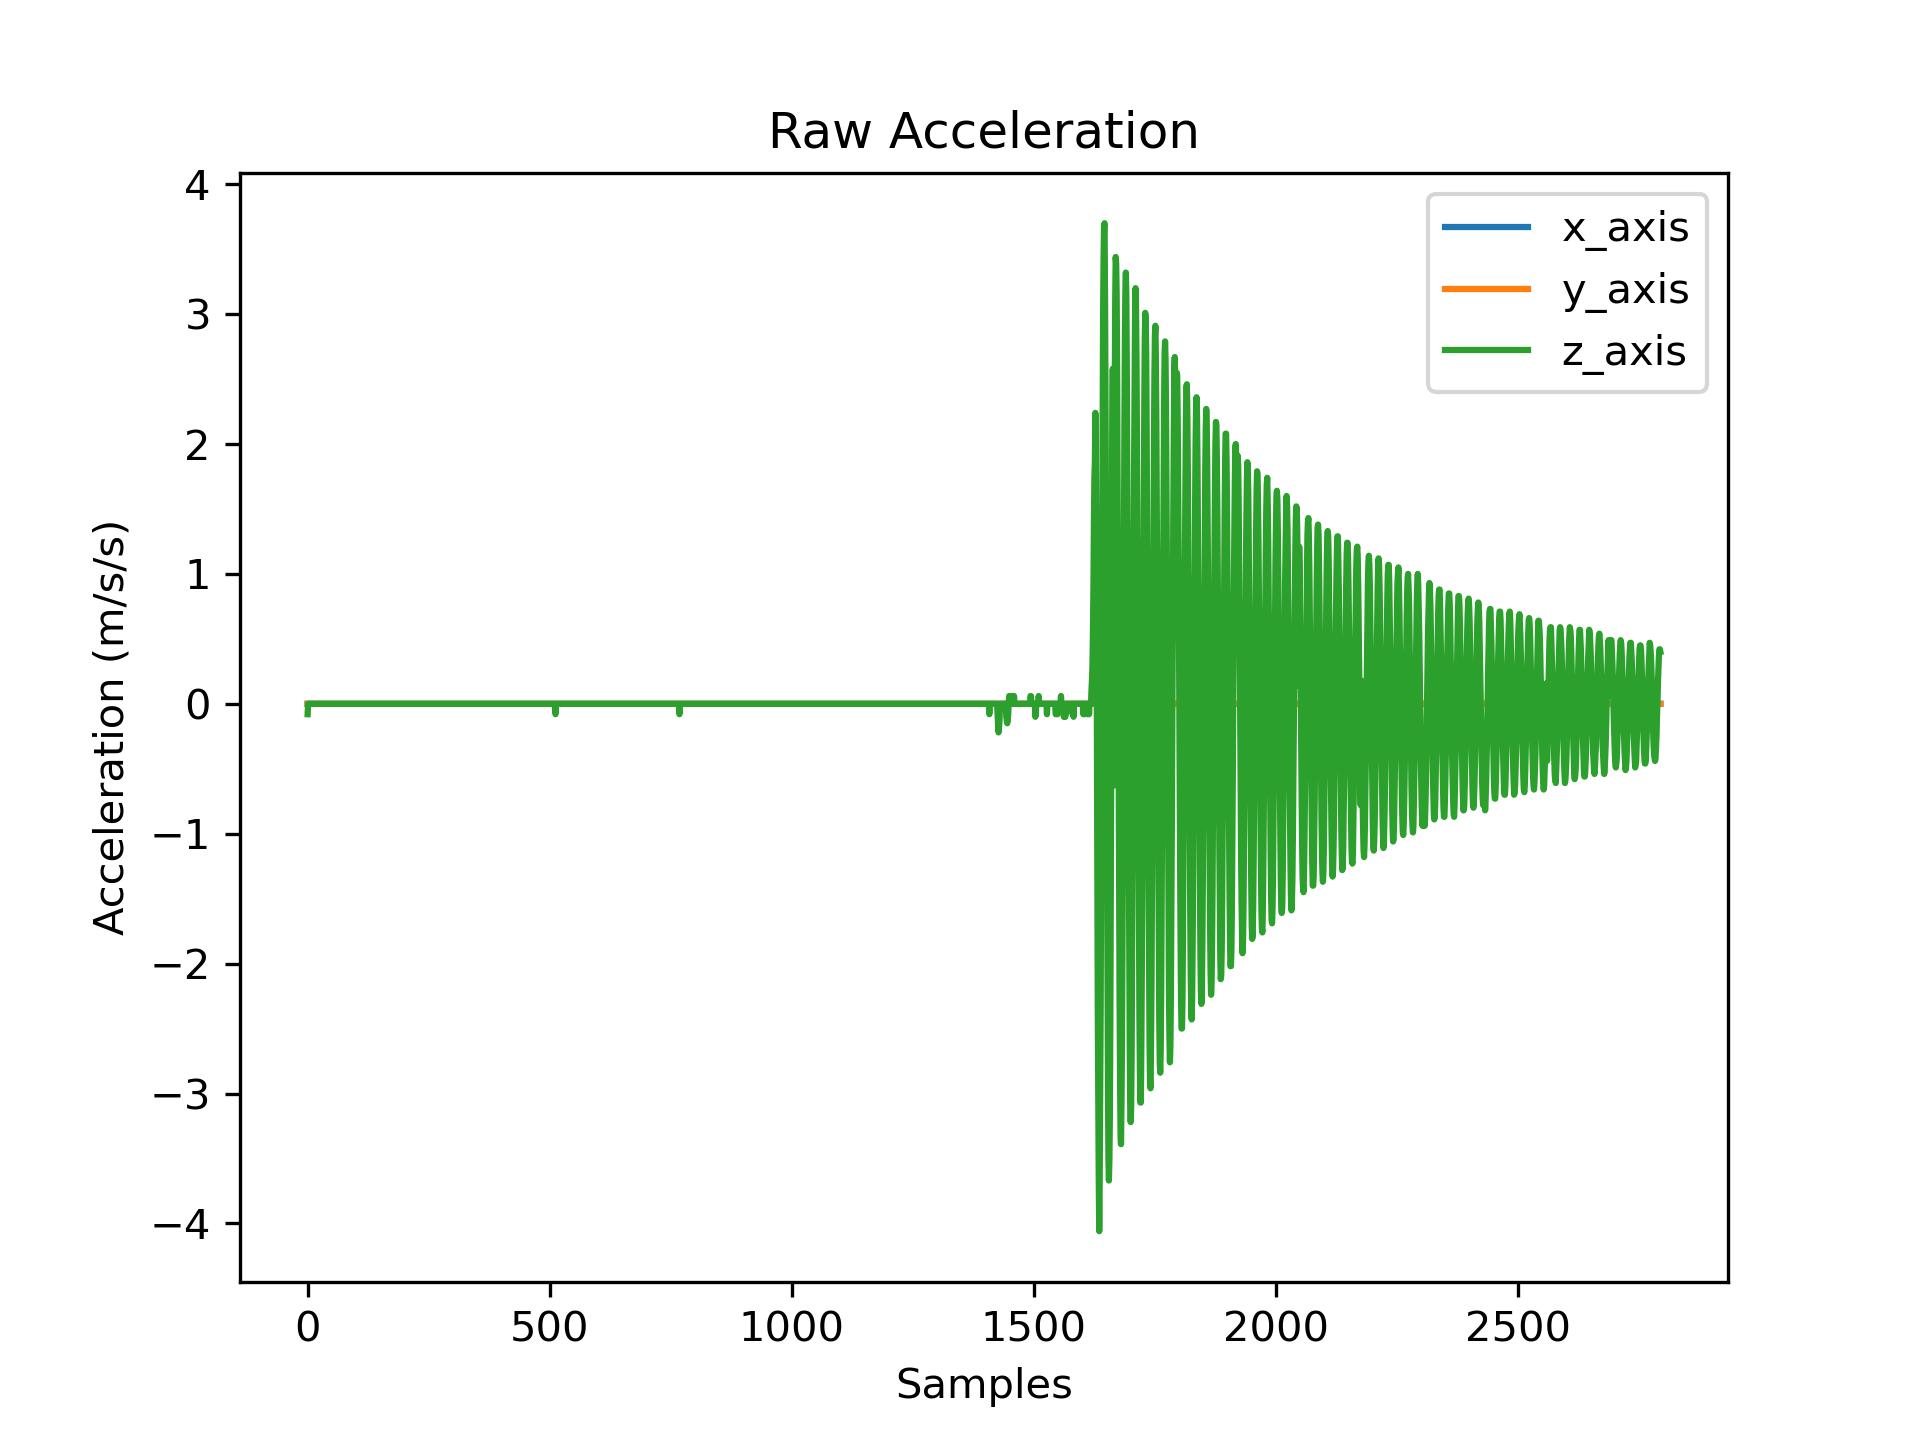 Raw Acceleration
4
3
2
1
0
−1
−2
−3
−4
Acceleration (m/s/s)
x_axis
y_axis
z_axis
0 500 1000 1500 2000 2500
Samples